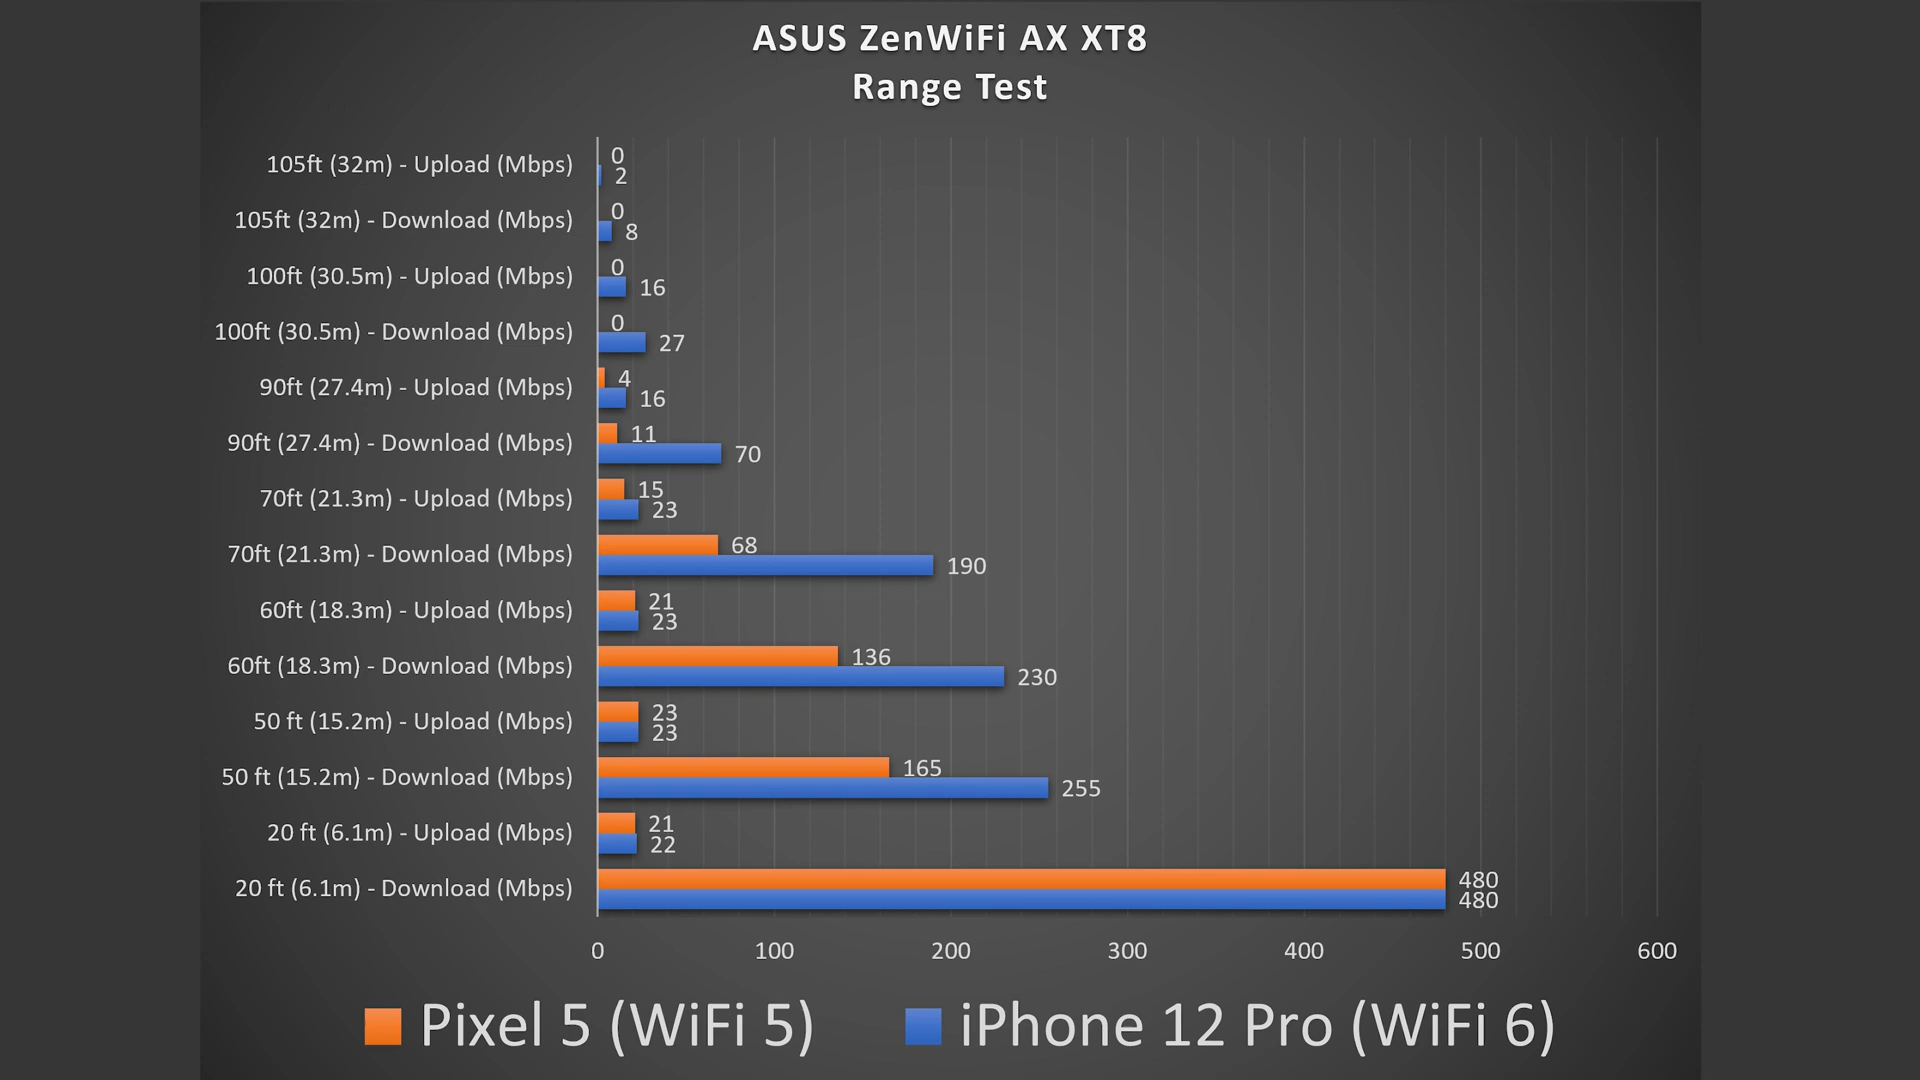 ASUS ZenWiFi AX XT8
Range Test
105ft (32m) - Upload (Mbps)
0
2
105ft (32m) - Download (Mbps)
0
8
100ft (30.5m) - Upload (Mbps)
0
16
100ft (30.5m) - Download (Mbps)
0
27
90ft (27.4m) - Upload (Mbps)
4
16
90ft (27.4m) - Download (Mbps)
11
70
70ft (21.3m) - Upload (Mbps)
15
23
70ft (21.3m) - Download (Mbps)
68
190
60ft (18.3m) - Upload (Mbps)
21
23
60ft (18.3m) - Download (Mbps)
136
230
50 ft (15.2m) - Upload (Mbps)
23
23
50 ft (15.2m) - Download (Mbps)
165
255
20 ft (6.1m) - Upload (Mbps)
21
22
20 ft (6.1m) - Download (Mbps)
480
480
0 100 200 300 400 500 600
Pixel 5 (WiFi 5) iPhone 12 Pro (WiFi 6)